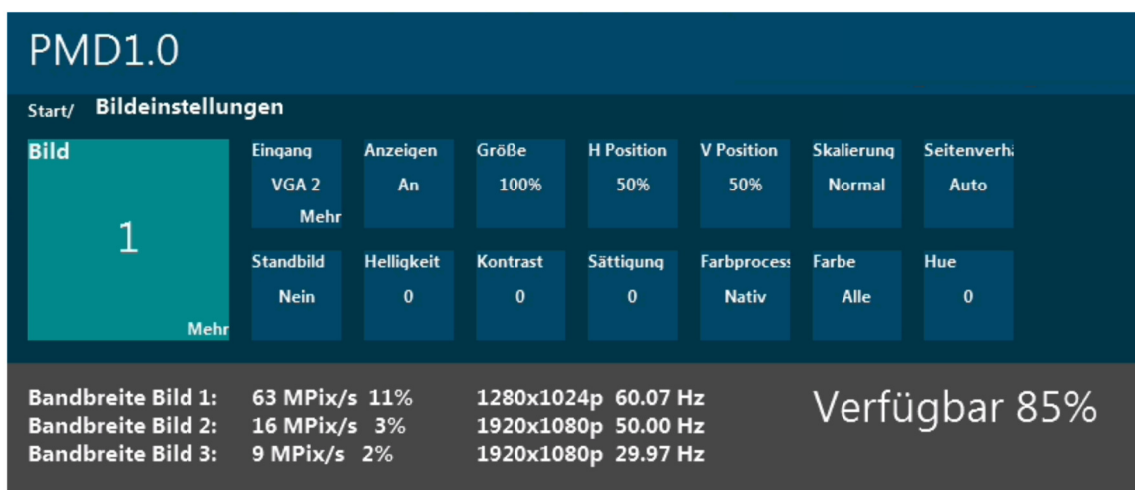 PMD1.0
Start/ Bildeinstellungen
Bild
1
Mehr
Eingang Anzeigen Größe H Position V Position Skalierung Seitenverhä
VGA 2 An 100% 50% 50% Normal Auto
Mehr
Standbild Helligkeit Kontrast Sättigung Farbprocess Farbe Hue
Nein 0 0 0 Nativ Alle 0
Bandbreite Bild 1: 63 MPix/s 11% 1280x1024p 60.07 Hz
Bandbreite Bild 2: 16 MPix/s 3% 1920x1080p 50.00 Hz
Bandbreite Bild 3: 9 MPix/s 2% 1920x1080p 29.97 Hz
Verfügbar 85%